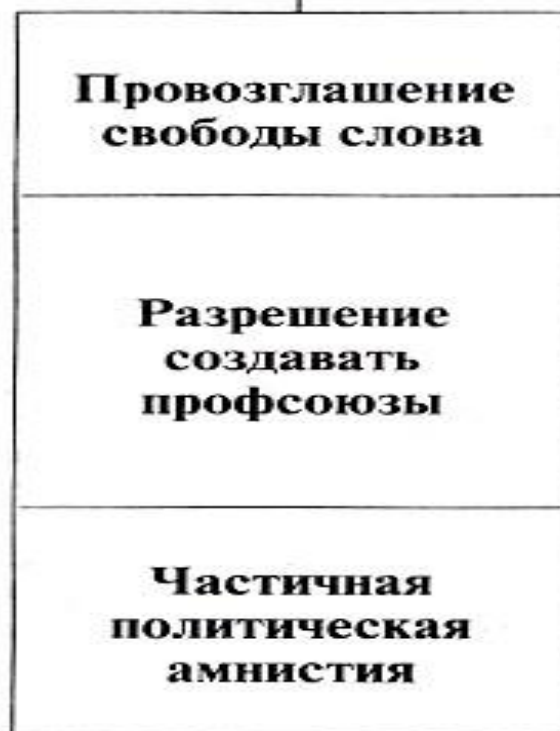 Провозглашение
свободы слова
Разрешение
создавать
профсоюзы
Частичная
политическая
амнистия